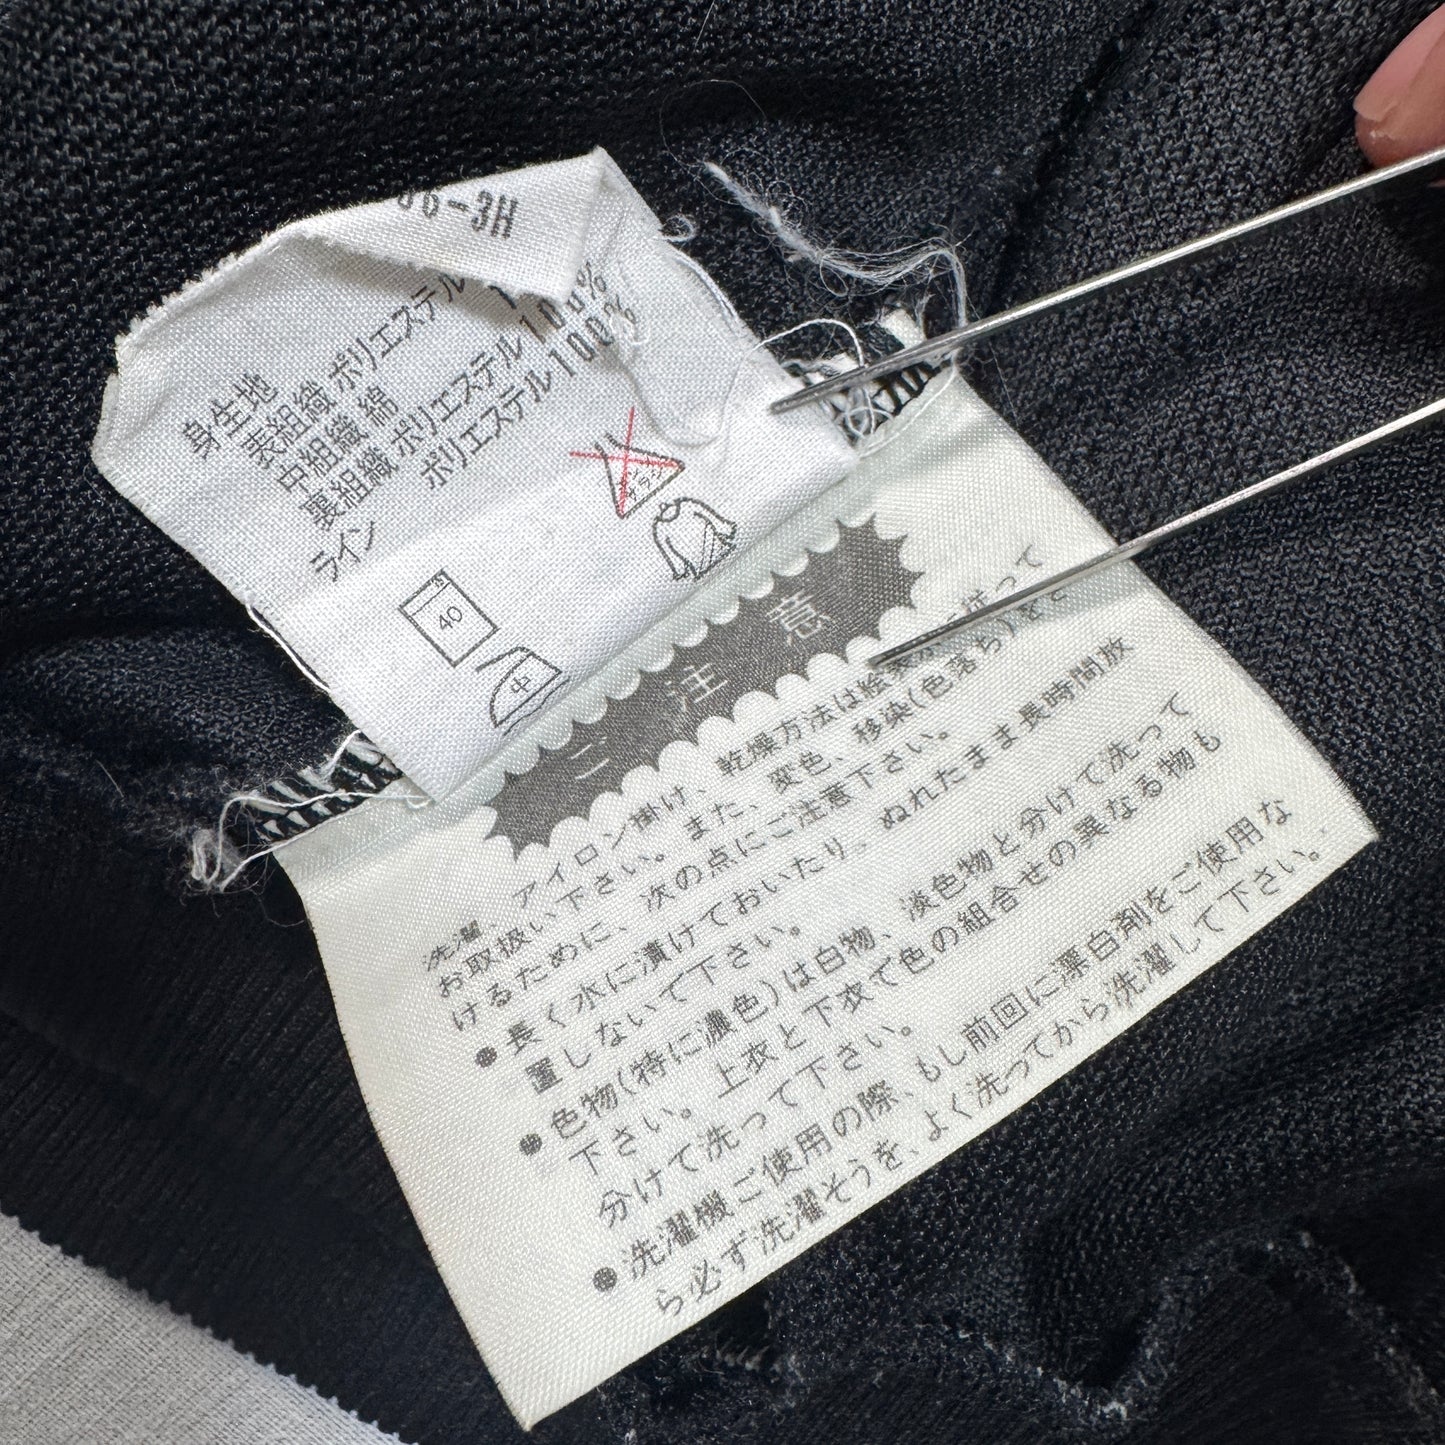 -3H
身生地
表組織 ポリエステル
中組織 綿
裏組織 ポリエステル100%
ライン ポリエステル100%
エンソ
サラシ
40
中
ご注意
洗濯、アイロン掛け、乾燥方法は絵表示に従って
お取扱い下さい。また、変色、移染(色落ち)をさ
けるために、次の点にご注意下さい。
●長く水に漬けておいたり、ぬれたまま長時間放
置しないで下さい。
●色物(特に濃色)は白物、淡色物と分けて洗って
下さい。上衣と下衣で色の組合せの異なる物も
分けて洗って下さい。
●洗濯機ご使用の際、もし前回に漂白剤をご使用な
ら必ず洗濯そうを、よく洗ってから洗濯して下さい。